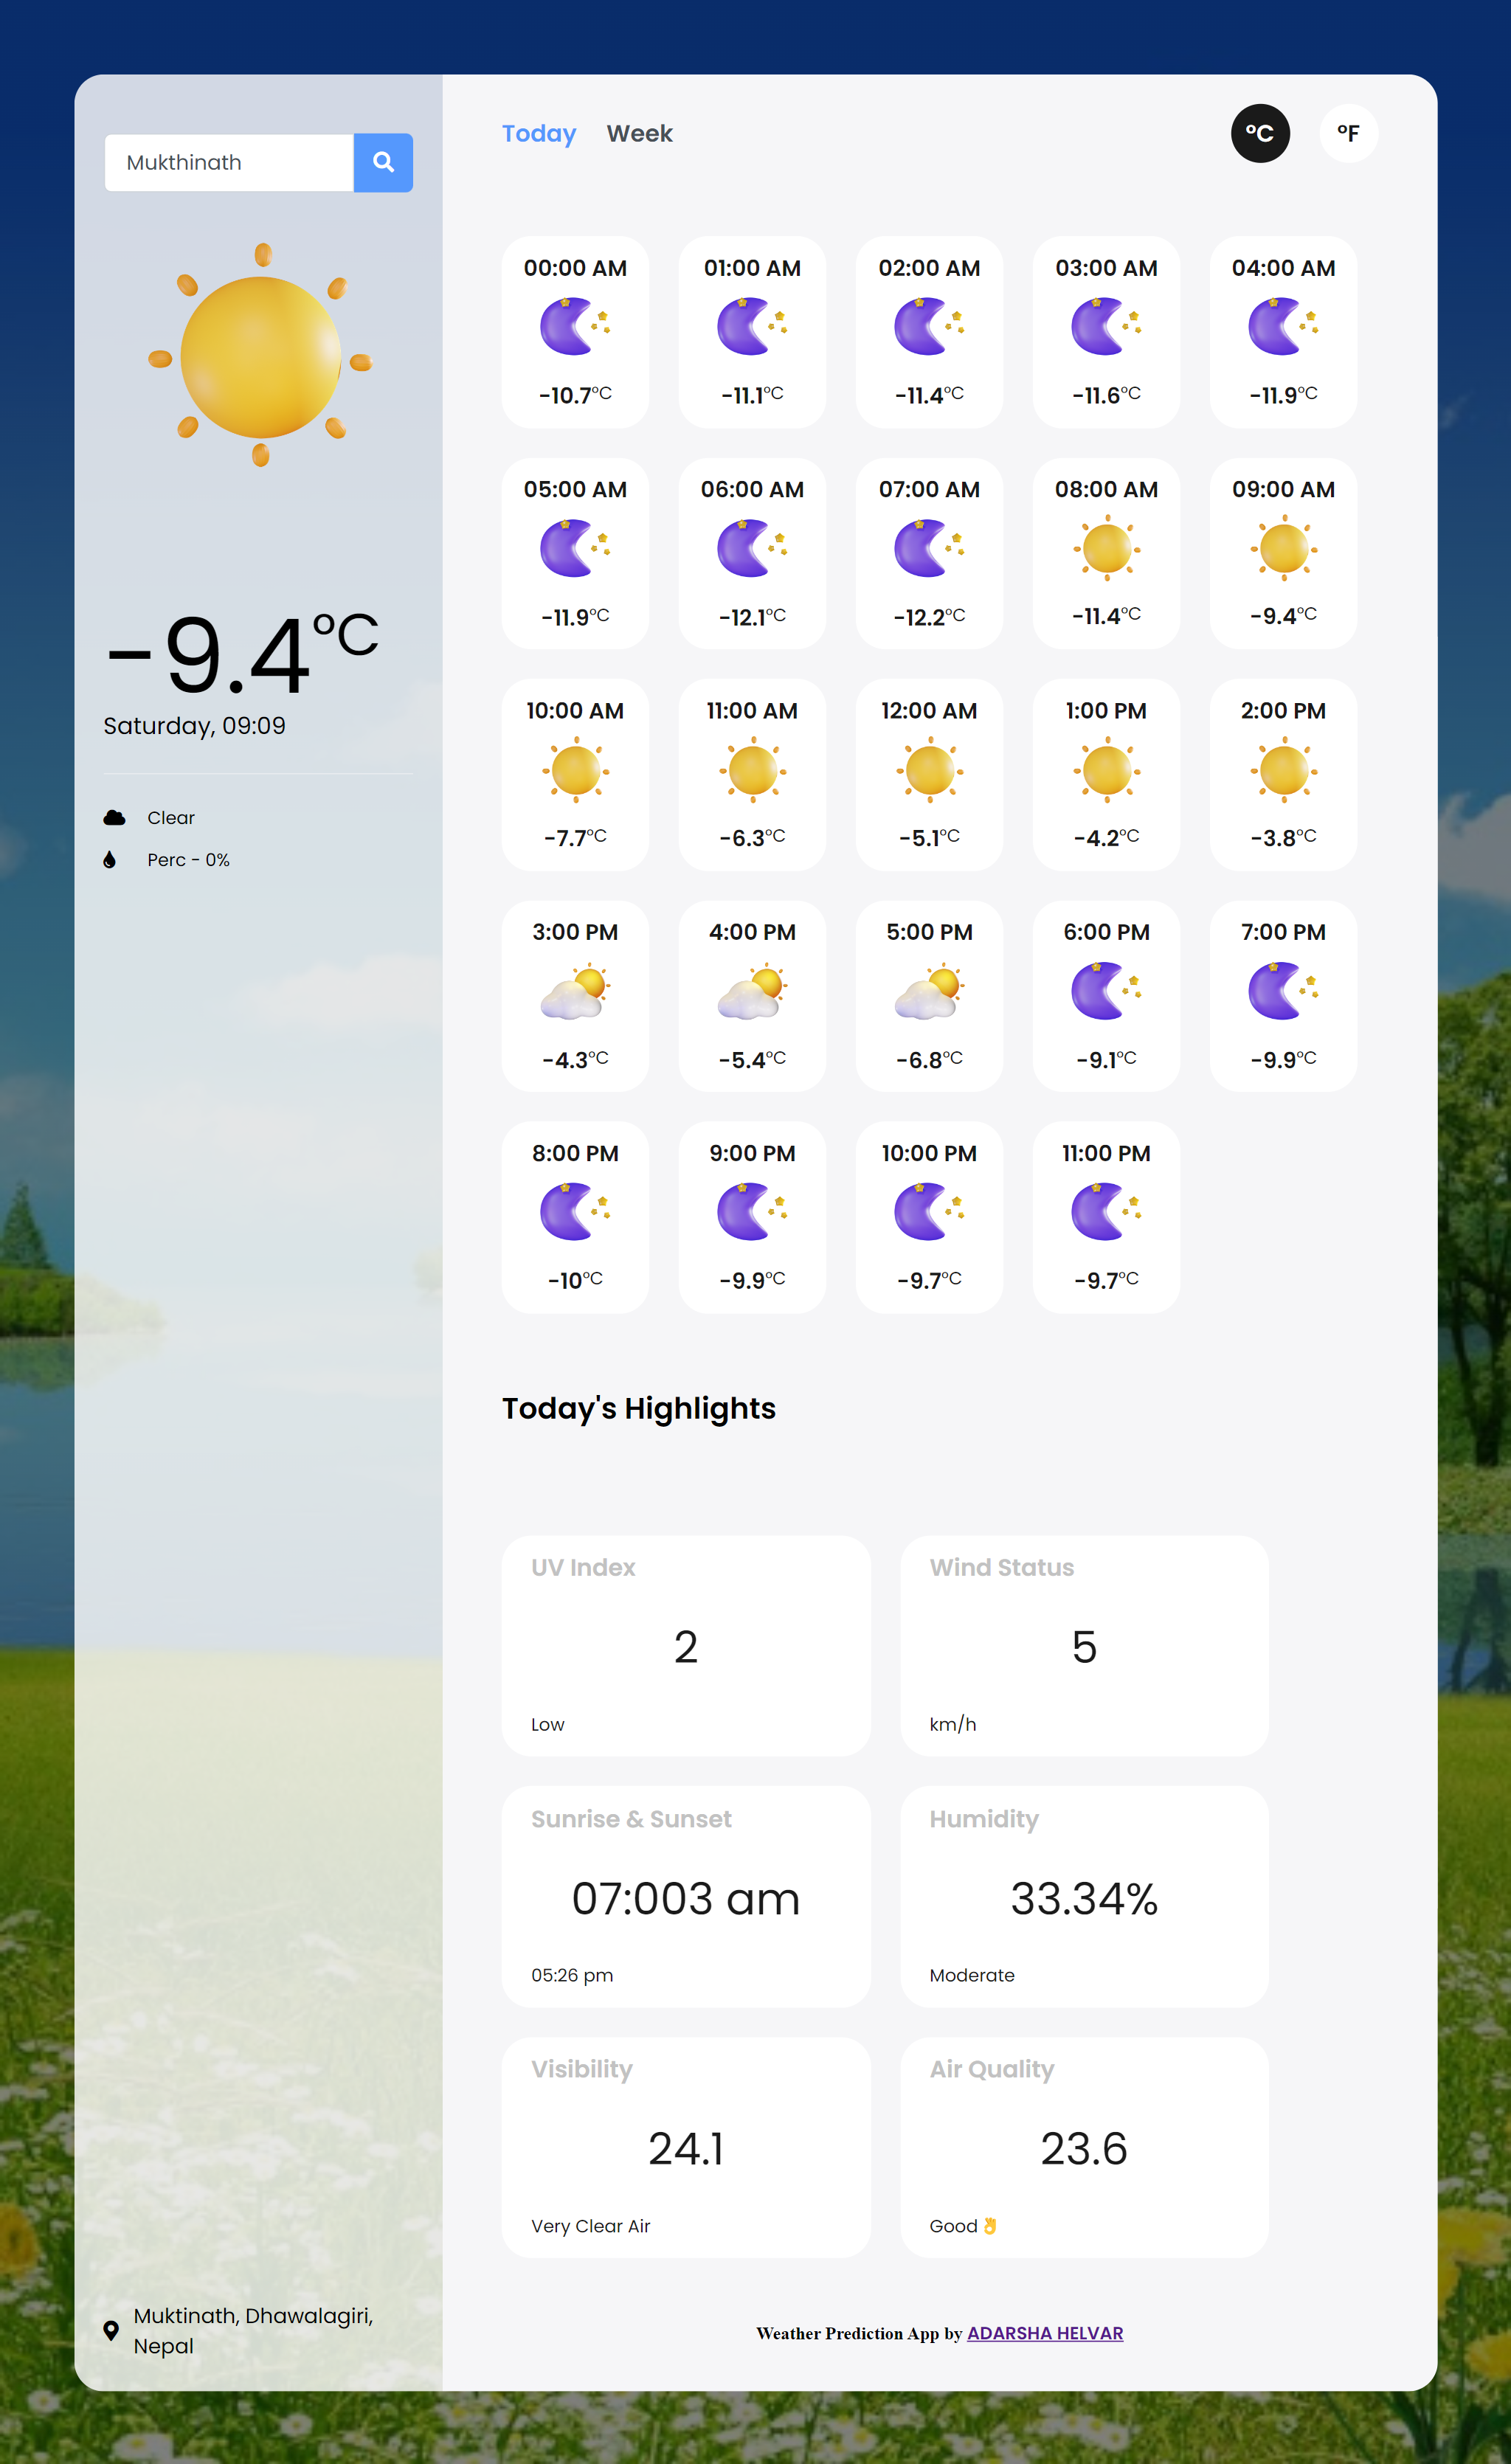 Mukthinath
-9.4°C
Saturday, 09:09
Clear
Perc - 0%
Muktinath, Dhawalagiri,
Nepal
Today Week °C °F
00:00 AM 01:00 AM 02:00 AM 03:00 AM 04:00 AM
-10.7°C -11.1°C -11.4°C -11.6°C -11.9°C
05:00 AM 06:00 AM 07:00 AM 08:00 AM 09:00 AM
-11.9°C -12.1°C -12.2°C -11.4°C -9.4°C
10:00 AM 11:00 AM 12:00 AM 1:00 PM 2:00 PM
-7.7°C -6.3°C -5.1°C -4.2°C -3.8°C
3:00 PM 4:00 PM 5:00 PM 6:00 PM 7:00 PM
-4.3°C -5.4°C -6.8°C -9.1°C -9.9°C
8:00 PM 9:00 PM 10:00 PM 11:00 PM
-10°C -9.9°C -9.7°C -9.7°C
Today's Highlights
UV Index
2
Low
Wind Status
5
km/h
Sunrise & Sunset
07:003 am
05:26 pm
Humidity
33.34%
Moderate
Visibility
24.1
Very Clear Air
Air Quality
23.6
Good👌
Weather Prediction App by ADARSHA HELVAR